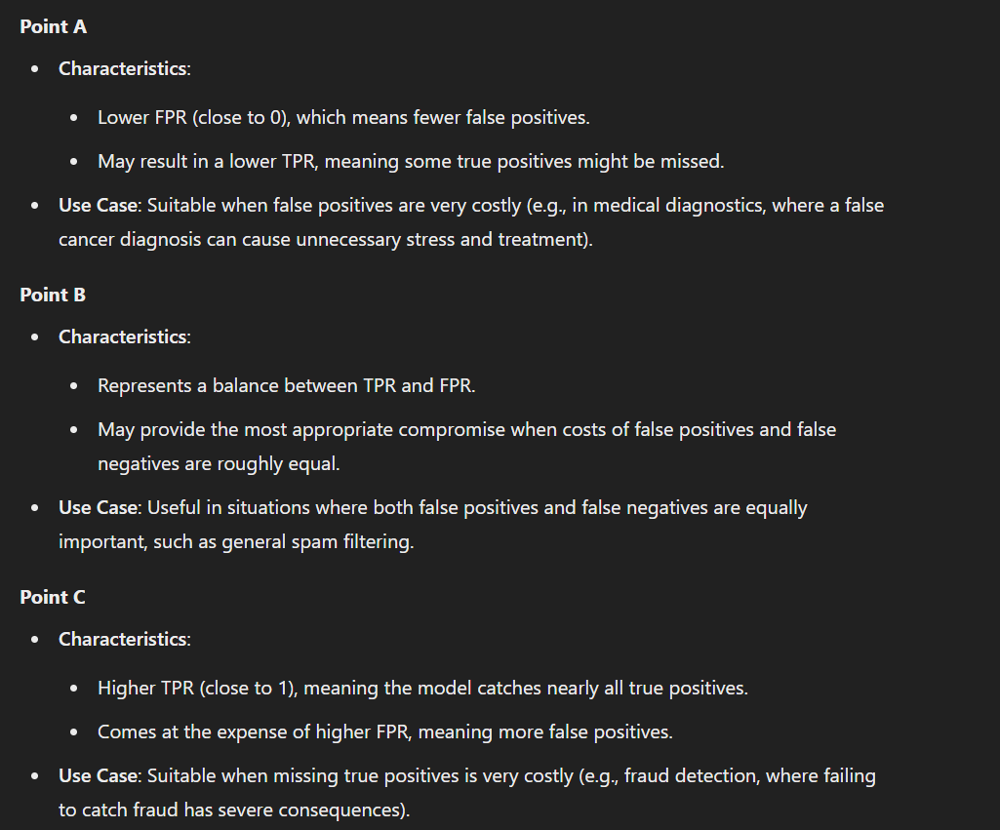 Point A
• Characteristics:
• Lower FPR (close to 0), which means fewer false positives.
• May result in a lower TPR, meaning some true positives might be missed.
• Use Case: Suitable when false positives are very costly (e.g., in medical diagnostics, where a false
cancer diagnosis can cause unnecessary stress and treatment).
Point B
• Characteristics:
• Represents a balance between TPR and FPR.
• May provide the most appropriate compromise when costs of false positives and false
negatives are roughly equal.
• Use Case: Useful in situations where both false positives and false negatives are equally
important, such as general spam filtering.
Point C
• Characteristics:
• Higher TPR (close to 1), meaning the model catches nearly all true positives.
• Comes at the expense of higher FPR, meaning more false positives.
• Use Case: Suitable when missing true positives is very costly (e.g., fraud detection, where failing
to catch fraud has severe consequences).